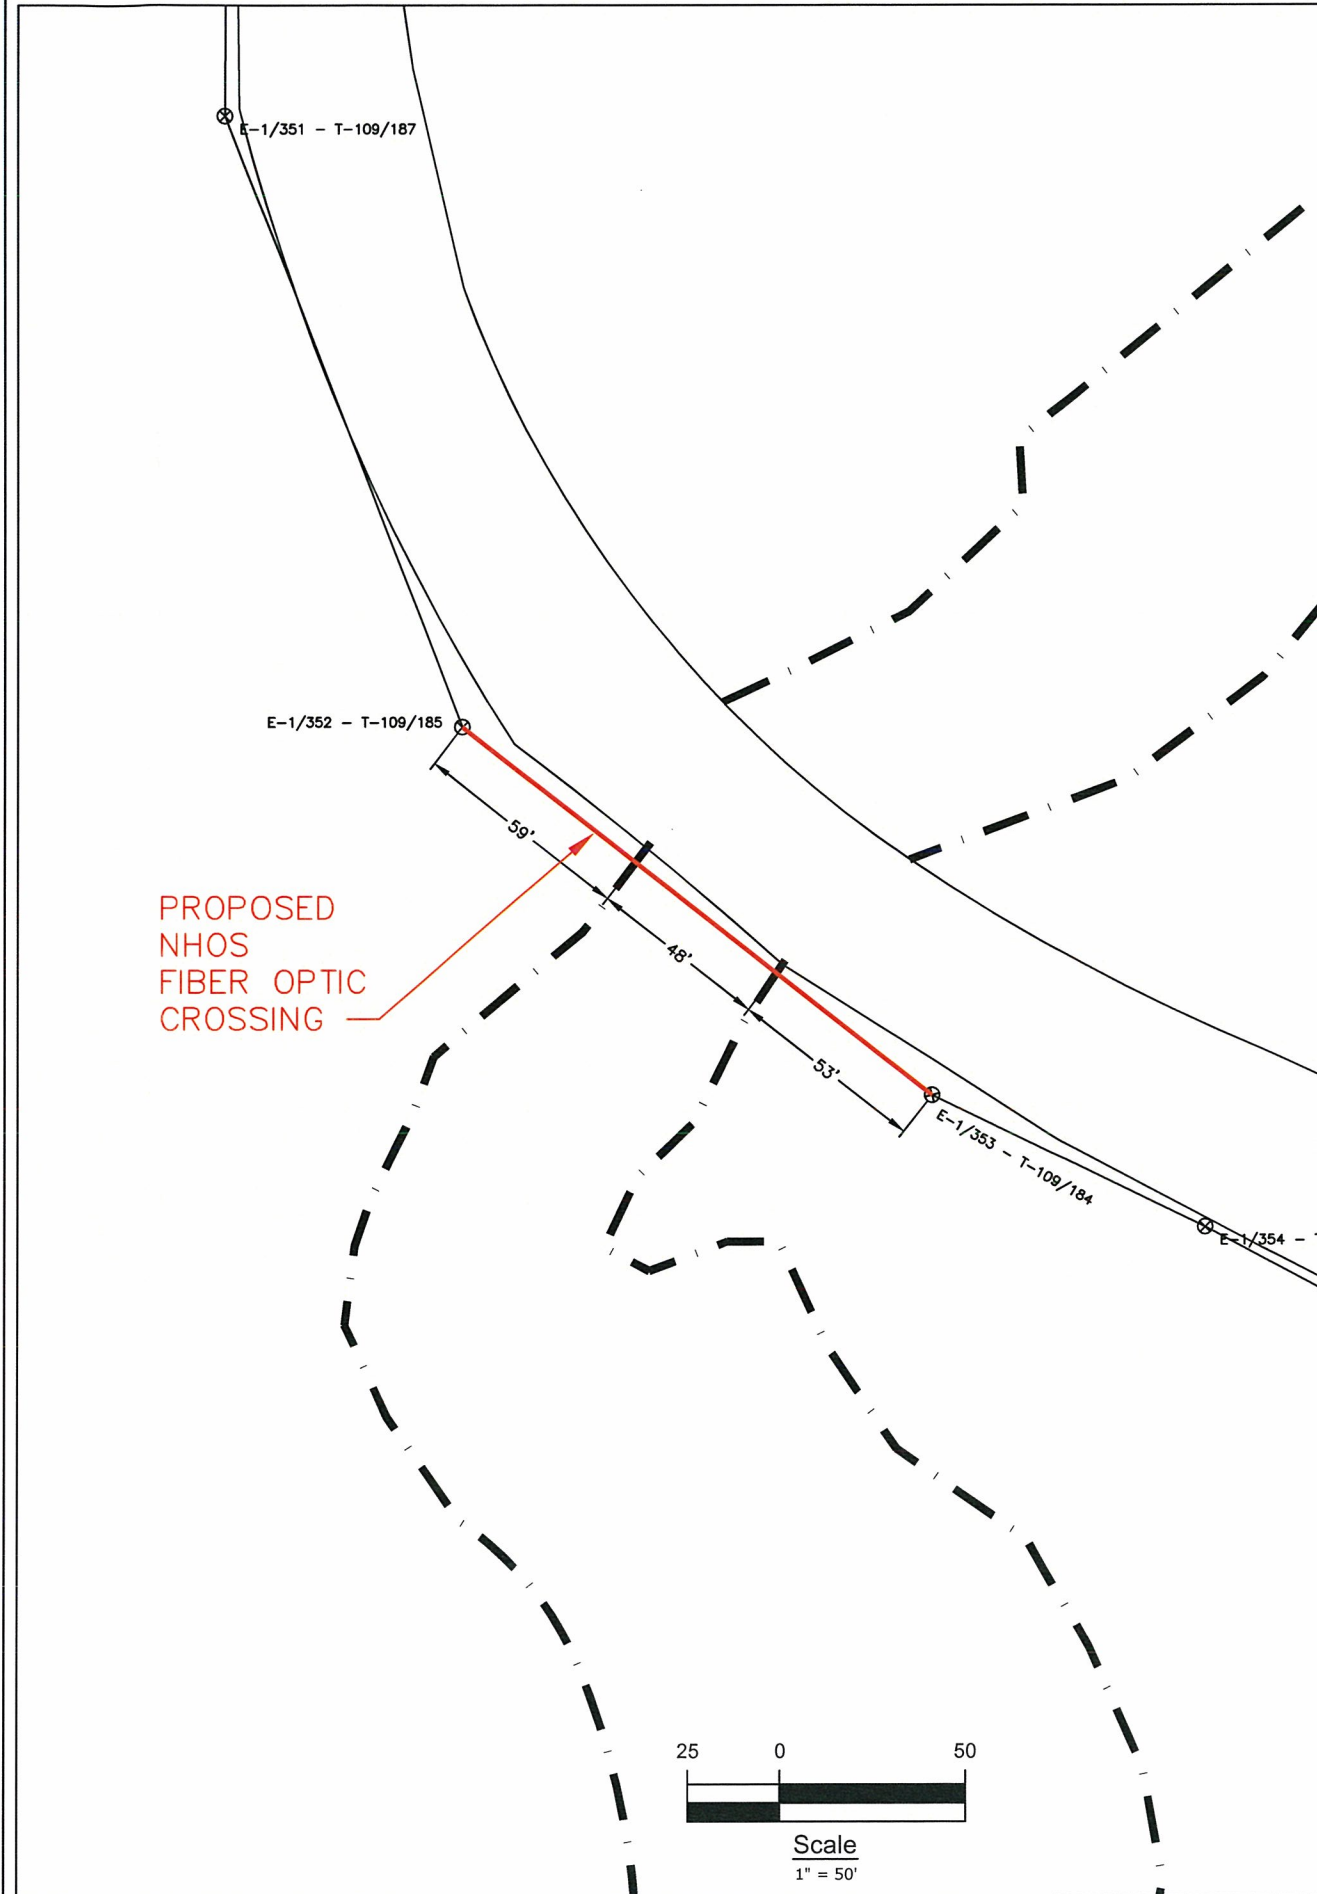 E-1/351 - T-109/187
E-1/352 - T-109/185
59'
48'
53'
PROPOSED
NHOS
FIBER OPTIC
CROSSING
E-1/353 - T-109/184
E-1/354 -
25 0 50
Scale
1" = 50'